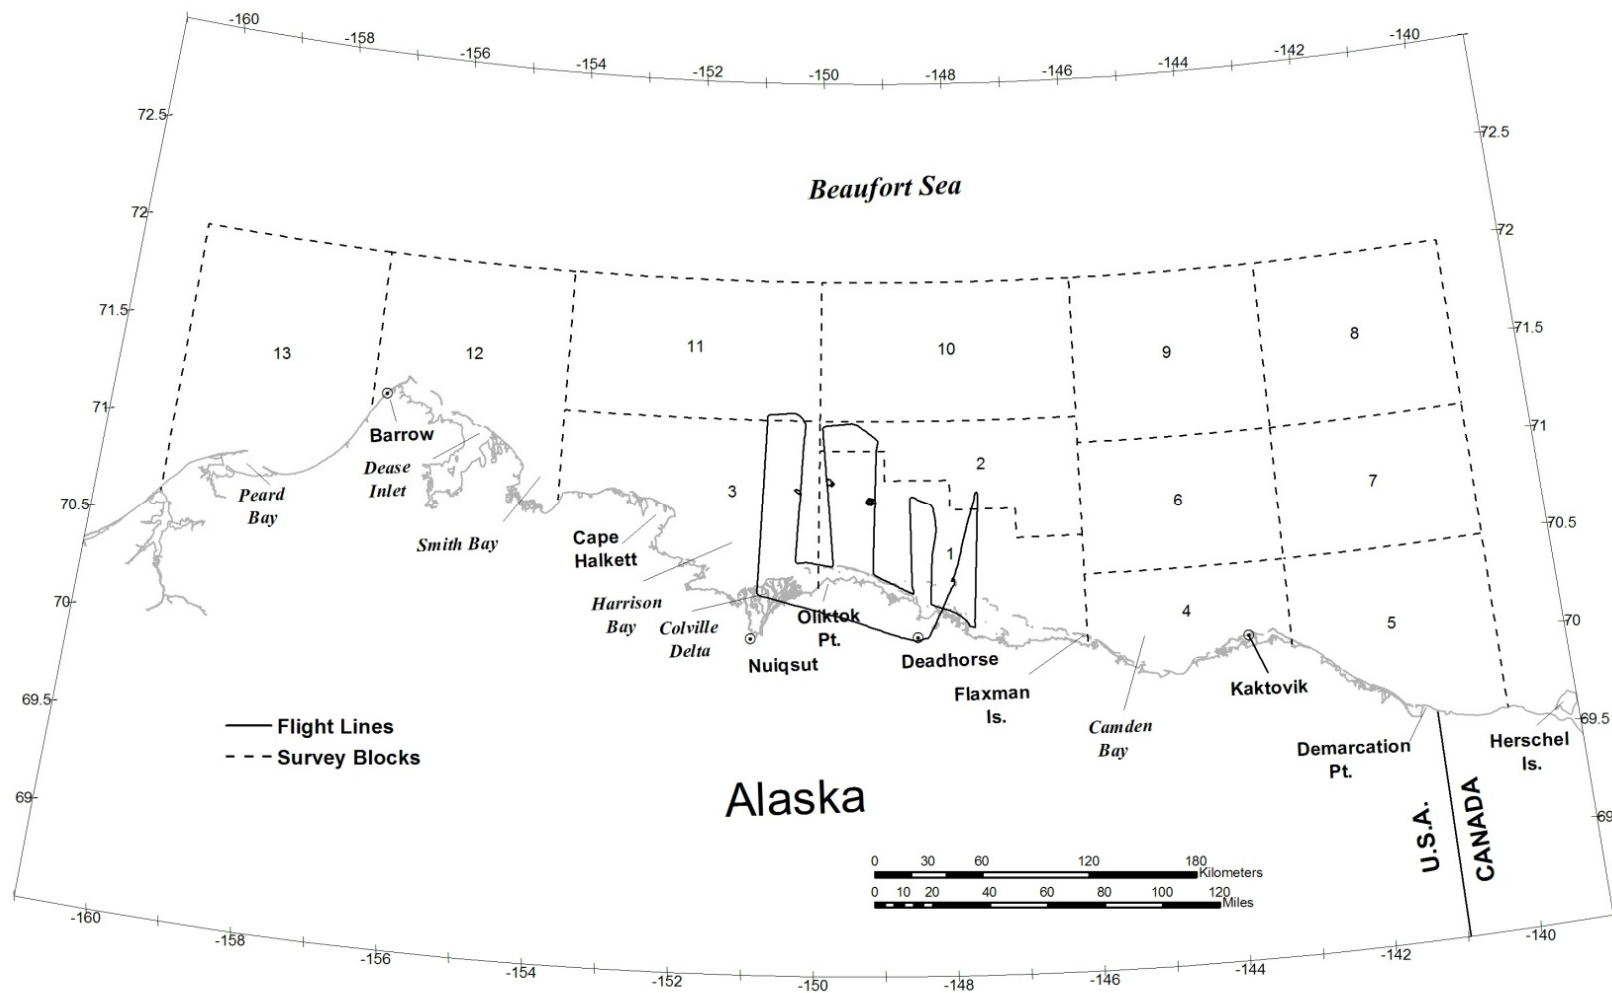 -160
-158
-156
-154
-152
-150
-148
-146
-144
-142
-140
72.5
72.5
Beaufort Sea
72
72
71.5
71.5
13
12
11
10
9
8
71
71
Barrow
Dease
Inlet
Peard
Bay
Smith Bay
3
2
1
6
7
70.5
70.5
Cape
Halkett
Harrison
Bay
Colville
Delta
Oliktok
Pt.
Nuiqsut
Deadhorse
4
5
70
70
Flaxman
Is.
Kaktovik
Camden
Bay
Demarcation
Pt.
Herschel
Is.
69.5
69.5
Flight Lines
Survey Blocks
Alaska
69
69
U.S.A.
CANADA
0 30 60 120 180
Kilometers
0 10 20 40 60 80 100 120
Miles
-160
-158
-156
-154
-152
-150
-148
-146
-144
-142
-140